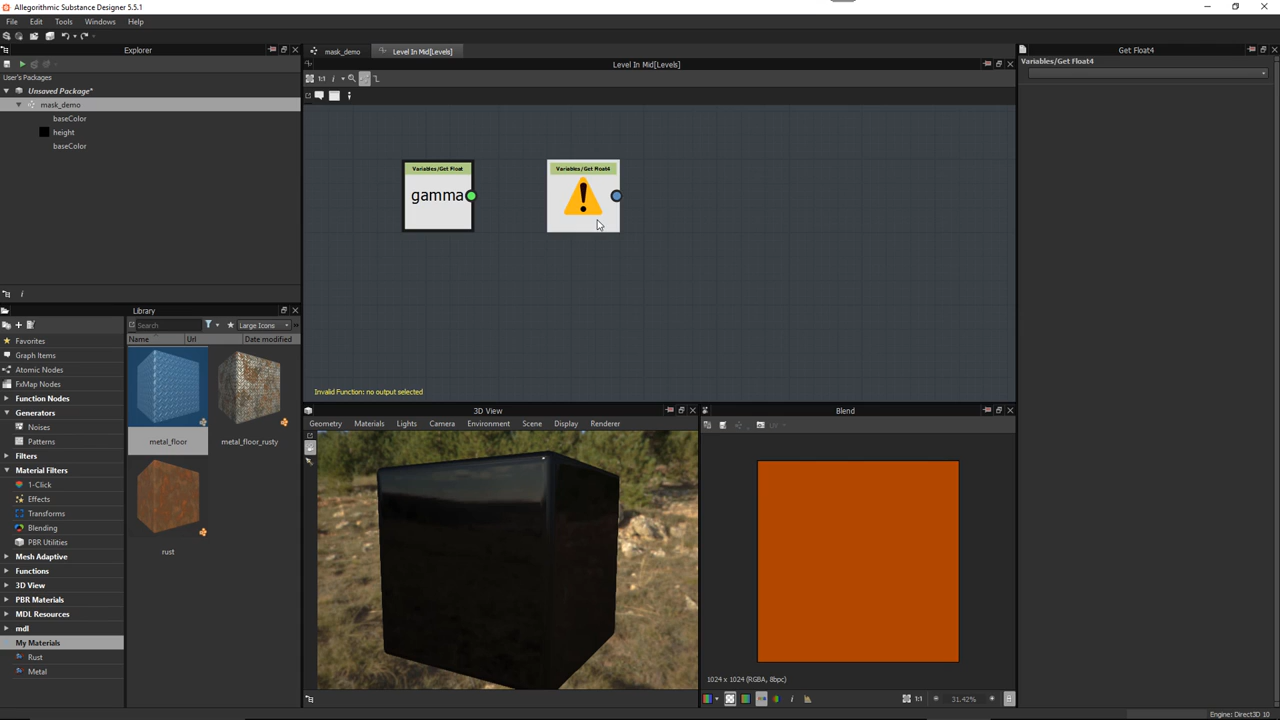 Allegorithmic Substance Designer 5.5.1
File Edit Tools Windows Help
Explorer
User's Packages
Unsaved Package*
mask_demo
baseColor
height
baseColor
mask_demo
Level In Mid[Levels]
Level In Mid[Levels]
1:1
Variables/Get Float
gamma
Variables/Get Float4
Invalid Function: no output selected
Get Float4
Variables/Get Float4
Library
Search
Large Icons
Name Url Date modified
Favorites
Graph Items
Atomic Nodes
FxMap Nodes
Function Nodes
Generators
Noises
Patterns
Filters
Material Filters
1-Click
Effects
Transforms
Blending
PBR Utilities
Mesh Adaptive
Functions
3D View
PBR Materials
MDL Resources
mdl
My Materials
Rust
Metal
metal_floor
metal_floor_rusty
rust
3D View
Geometry Materials Lights Camera Environment Scene Display Renderer
Blend
1024 x 1024 (RGBA, 8bpc)
1:1
31.42%
Engine: Direct3D 10